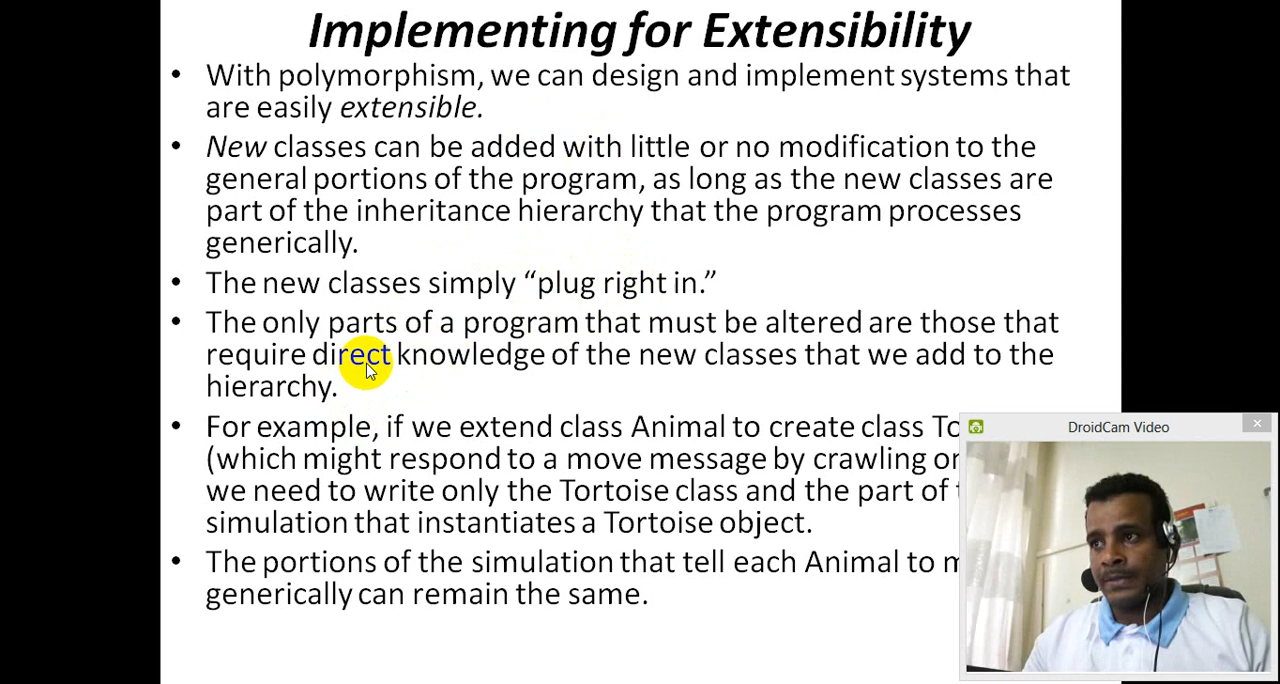 Implementing for Extensibility
• With polymorphism, we can design and implement systems that
are easily extensible.
• New classes can be added with little or no modification to the
general portions of the program, as long as the new classes are
part of the inheritance hierarchy that the program processes
generically.
• The new classes simply “plug right in.”
• The only parts of a program that must be altered are those that
require direct knowledge of the new classes that we add to the
hierarchy.
• For example, if we extend class Animal to create class
(which might respond to a move message by crawling
we need to write only the Tortoise class and the part of
simulation that instantiates a Tortoise object.
• The portions of the simulation that tell each Animal to
generically can remain the same.
DroidCam Video